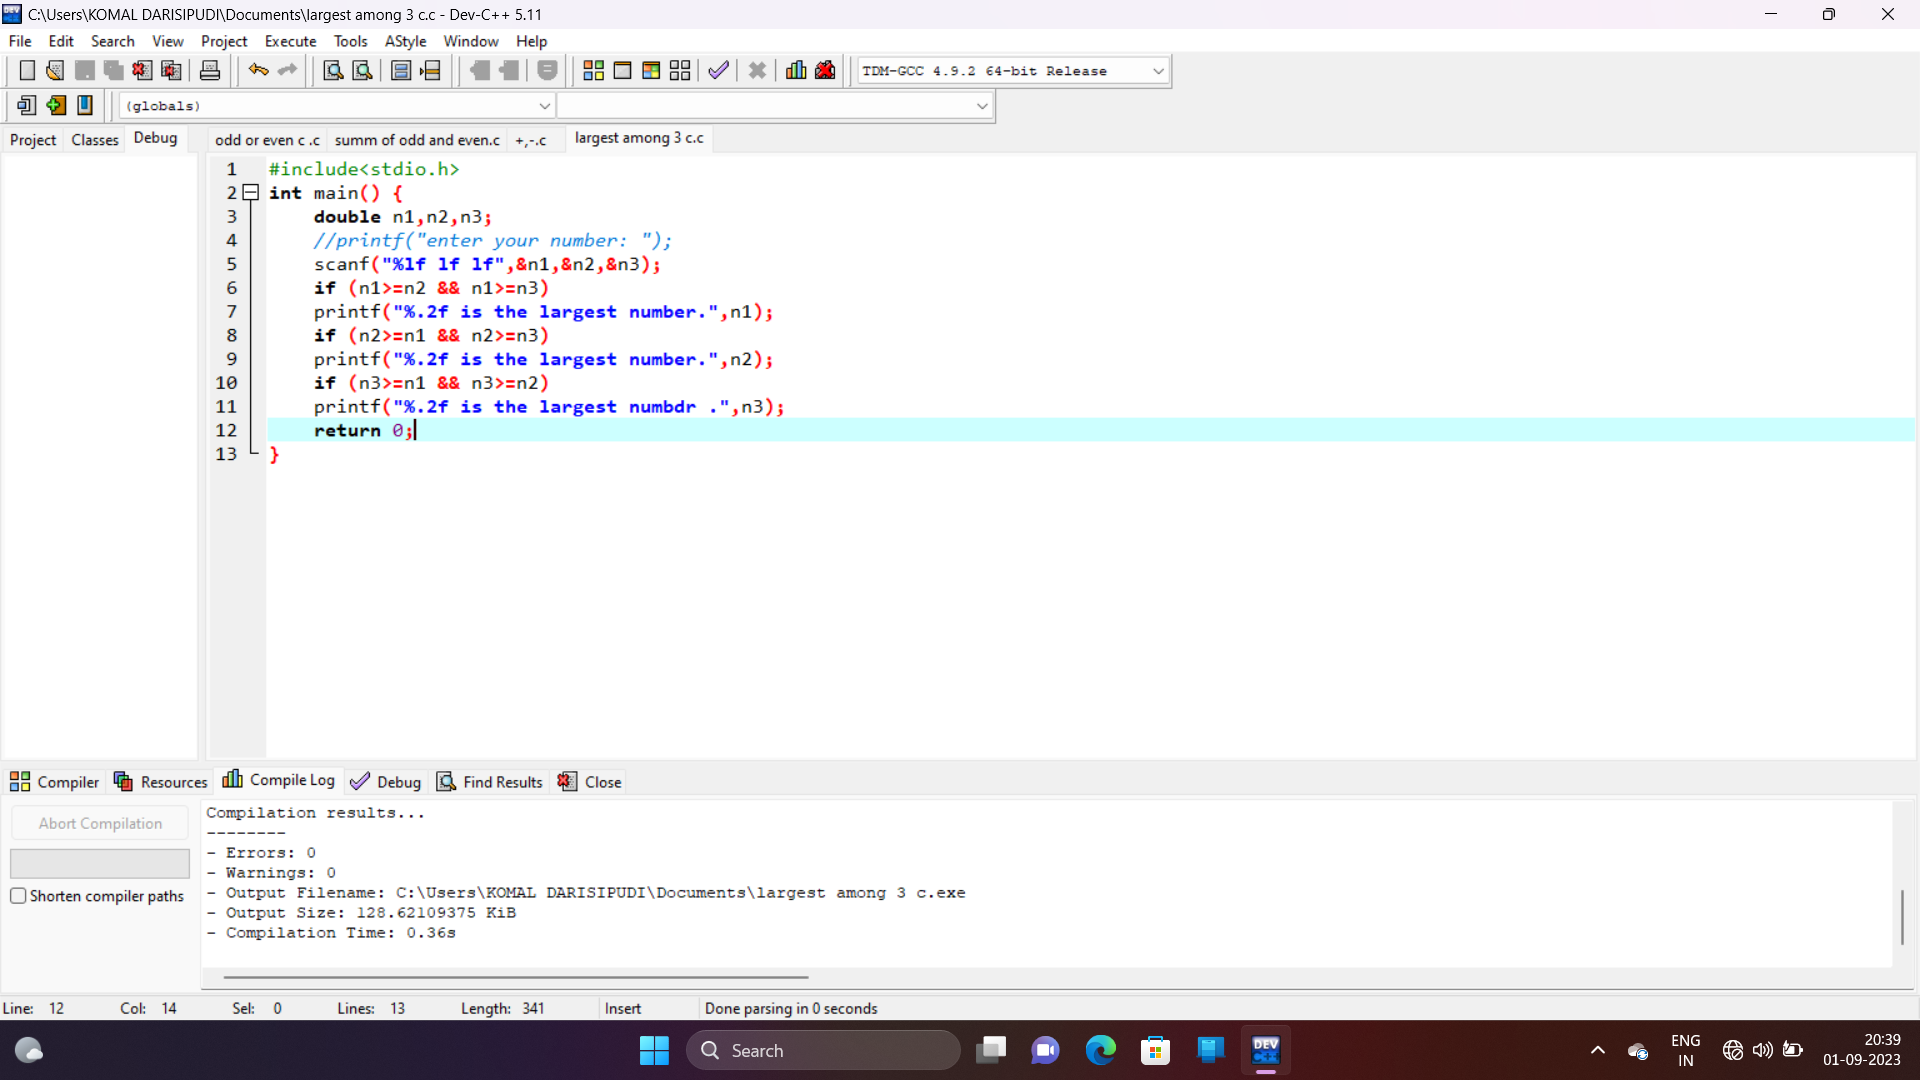 C:\Users\KOMAL DARISIPUDI\Documents\largest among 3 c.c - Dev-C++ 5.11
File Edit Search View Project Execute Tools AStyle Window Help
TDM-GCC 4.9.2 64-bit Release
(globals)
Project Classes Debug
odd or even c .c summ of odd and even.c +,-.c largest among 3 c.c
1 #include<stdio.h>
2 int main() {
3 double n1,n2,n3;
4 //printf("enter your number: ");
5 scanf("%lf lf lf",&n1,&n2,&n3);
6 if (n1>=n2 && n1>=n3)
7 printf("%.2f is the largest number.",n1);
8 if (n2>=n1 && n2>=n3)
9 printf("%.2f is the largest number.",n2);
10 if (n3>=n1 && n3>=n2)
11 printf("%.2f is the largest numbdr .",n3);
12 return 0;
13 }
Compiler Resources Compile Log Debug Find Results Close
Abort Compilation
Shorten compiler paths
Compilation results...
--------
- Errors: 0
- Warnings: 0
- Output Filename: C:\Users\KOMAL DARISIPUDI\Documents\largest among 3 c.exe
- Output Size: 128.62109375 KiB
- Compilation Time: 0.36s
Line: 12 Col: 14 Sel: 0 Lines: 13 Length: 341 Insert Done parsing in 0 seconds
Search
DEV C++
ENG
IN
20:39
01-09-2023